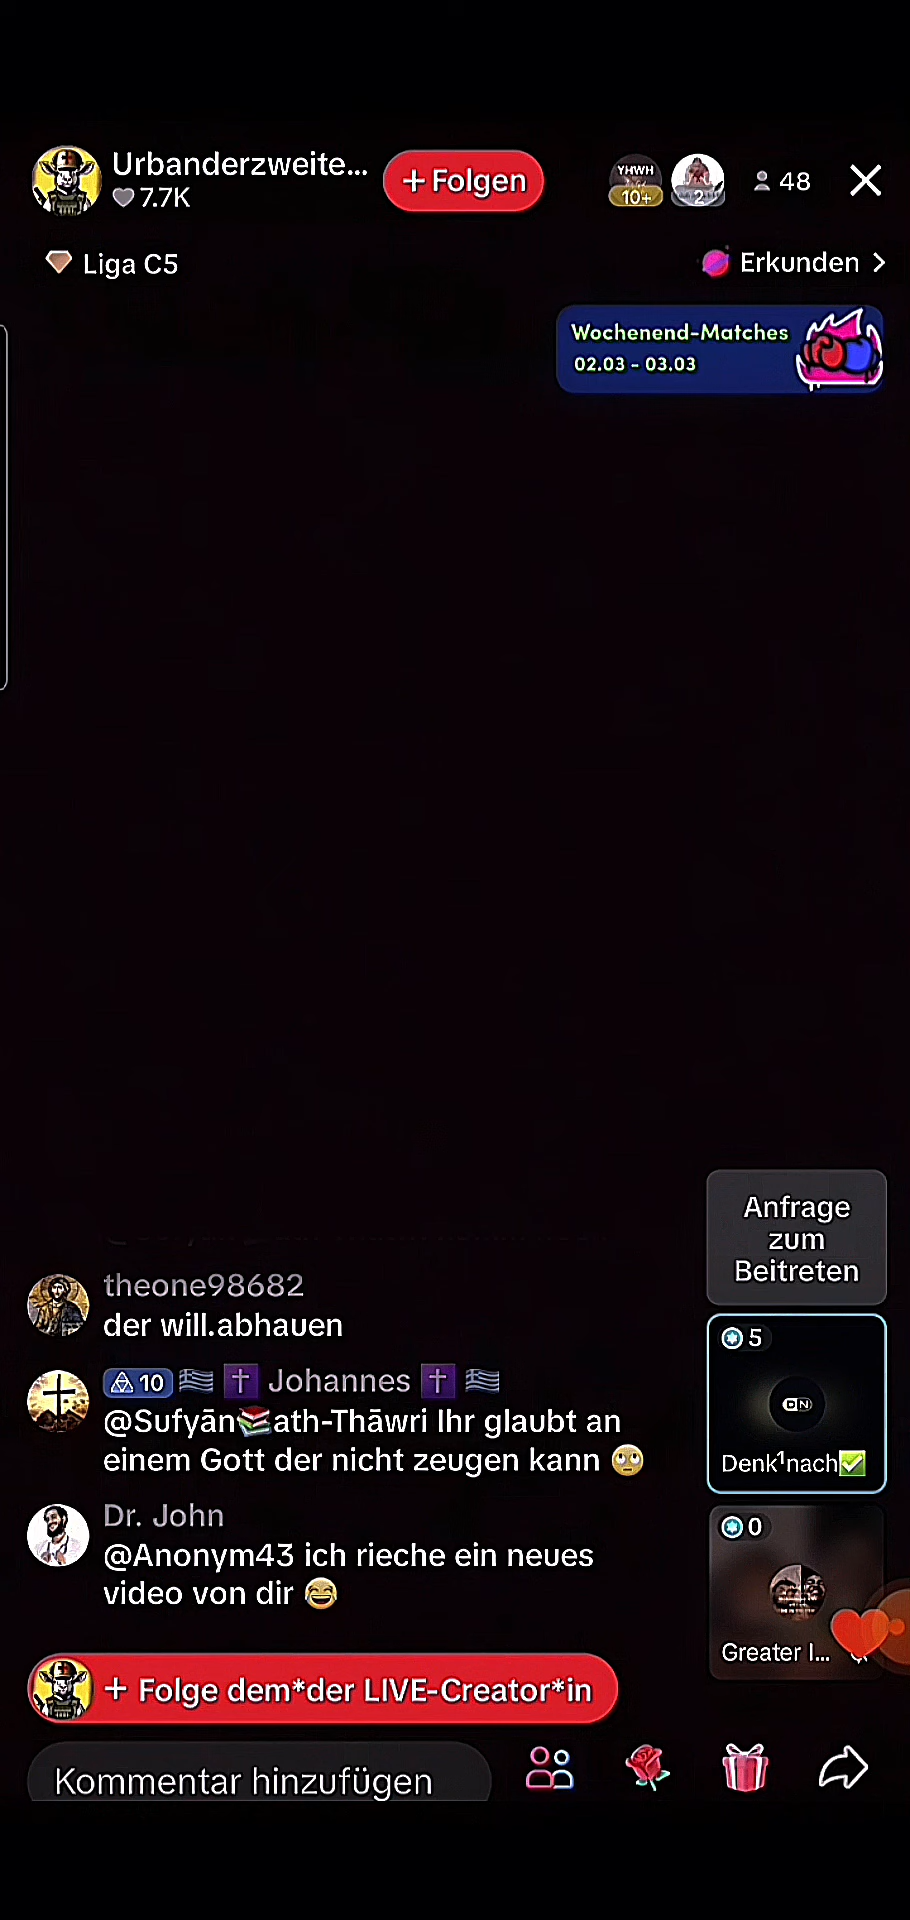 Urbanderzweite...
7.7K
+ Folgen
YHWH
10+
2
48
Liga C5
Erkunden >
Wochenend-Matches
02.03 - 03.03
Anfrage
zum
Beitreten
theone98682
der will.abhauen
5
10 🇬🇷 ✝️ Johannes ✝️ 🇬🇷
@Sufyān📚ath-Thāwri Ihr glaubt an
einem Gott der nicht zeugen kann 🙄
ON
Denk¹nach✅
Dr. John
@Anonym43 ich rieche ein neues
video von dir 😂
0
Greater I...
+ Folge dem*der LIVE-Creator*in
Kommentar hinzufügen